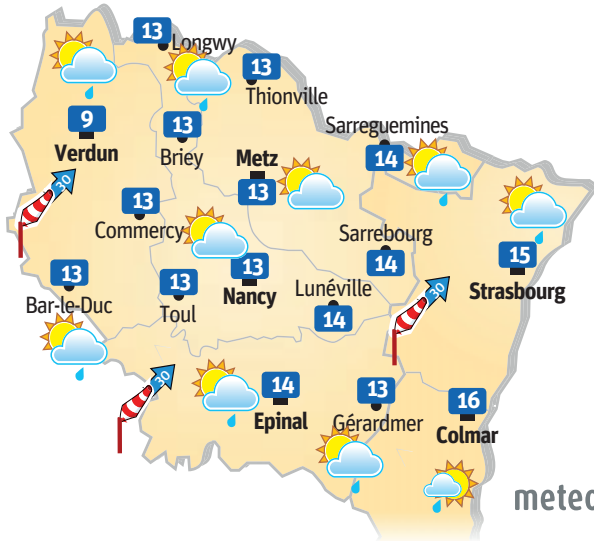 13
Longwy
13
Thionville
9
Verdun
13
Briey
Sarreguemines
14
Metz
13
30
13
Commercy
Sarrebourg
14
15
Strasbourg
13
Bar-le-Duc
13
Toul
13
Nancy
Lunéville
14
30
30
14
Epinal
13
Gérardmer
16
Colmar
meteo